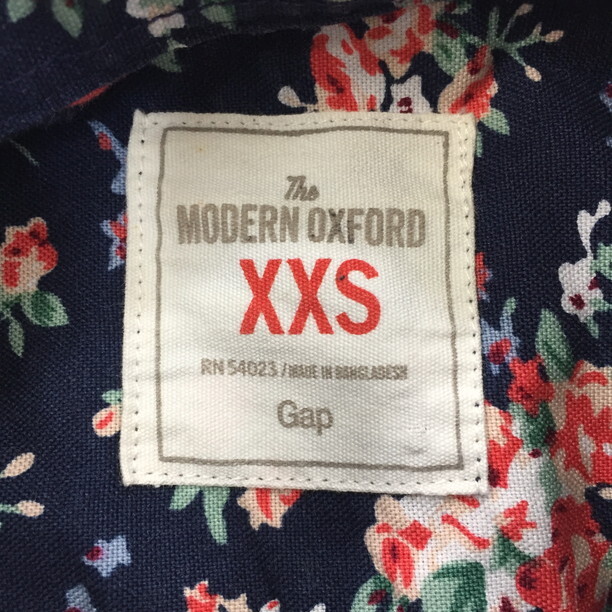 The
MODERN OXFORD
XXS
RN 54023 / MADE IN BANGLADESH
Gap